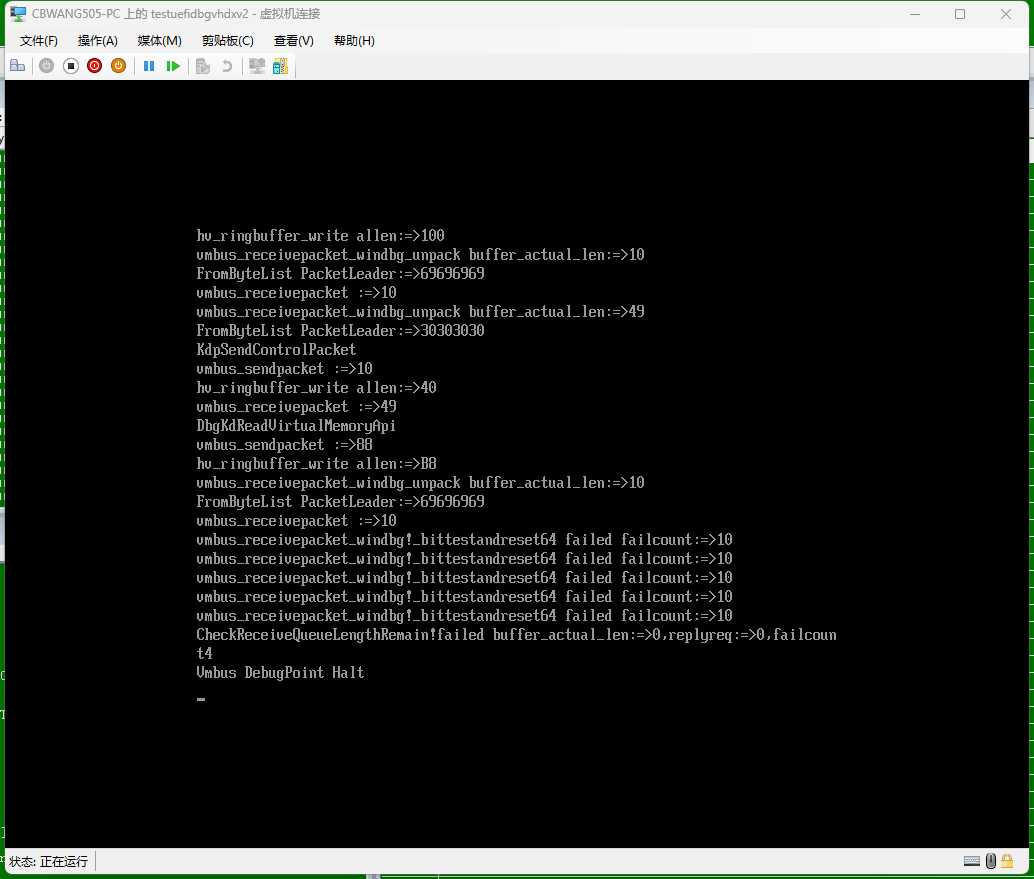 CBWANG505-PC 上的 testuefidbgvhdxv2 - 虚拟机连接
文件(F) 操作(A) 媒体(M) 剪贴板(C) 查看(V) 帮助(H)
hv_ringbuffer_write allen:=>100
vmbus_receivepacket_windbg_unpack buffer_actual_len:=>10
FromByteList PacketLeader:=>69696969
vmbus_receivepacket :=>10
vmbus_receivepacket_windbg_unpack buffer_actual_len:=>49
FromByteList PacketLeader:=>30303030
KdpSendControlPacket
vmbus_sendpacket :=>10
hv_ringbuffer_write allen:=>40
vmbus_receivepacket :=>49
DbgKdReadVirtualMemoryApi
vmbus_sendpacket :=>88
hv_ringbuffer_write allen:=>B8
vmbus_receivepacket_windbg_unpack buffer_actual_len:=>10
FromByteList PacketLeader:=>69696969
vmbus_receivepacket :=>10
vmbus_receivepacket_windbg!_bittestandreset64 failed failcount:=>10
vmbus_receivepacket_windbg!_bittestandreset64 failed failcount:=>10
vmbus_receivepacket_windbg!_bittestandreset64 failed failcount:=>10
vmbus_receivepacket_windbg!_bittestandreset64 failed failcount:=>10
vmbus_receivepacket_windbg!_bittestandreset64 failed failcount:=>10
CheckReceiveQueueLengthRemain!failed buffer_actual_len:=>0,replyreq:=>0,failcoun
t4
Vmbus DebugPoint Halt
状态: 正在运行